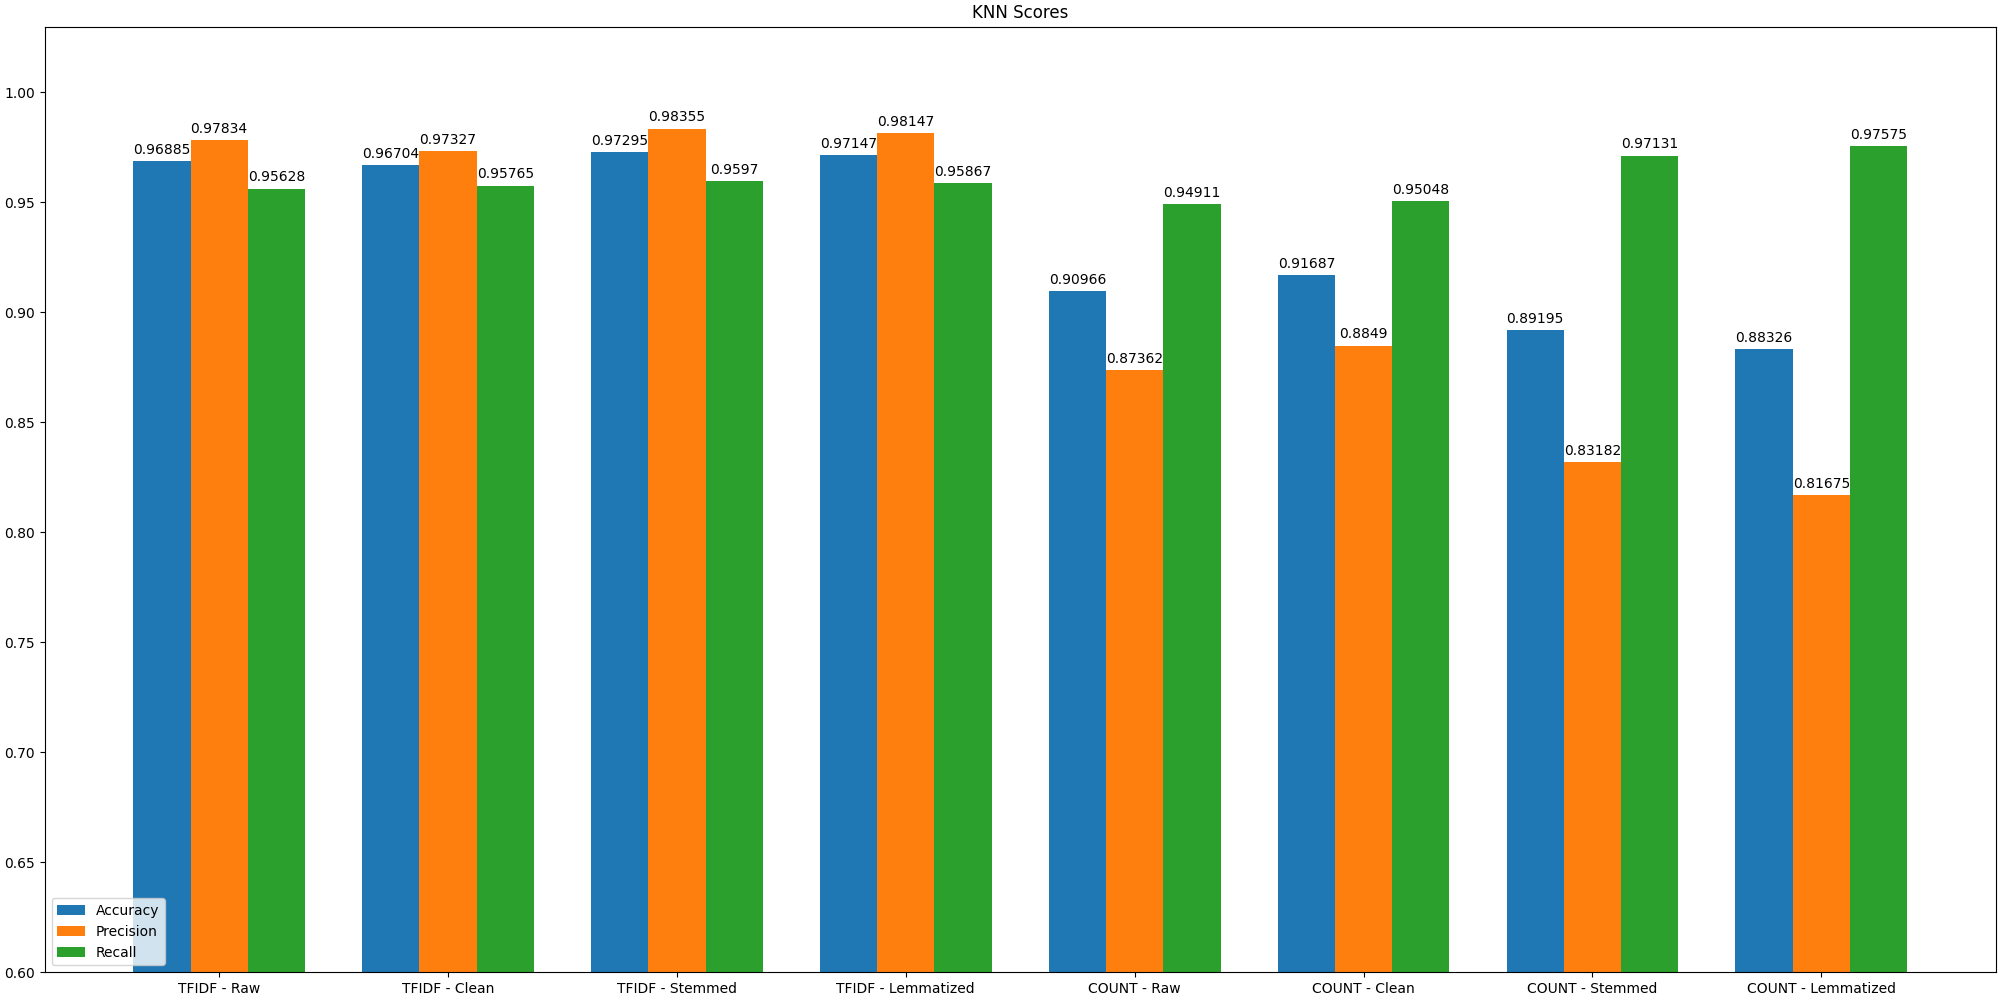 KNN Scores
1.00
0.95
0.90
0.85
0.80
0.75
0.70
0.65
0.60
0.96885
0.97834
0.95628
0.96704
0.97327
0.95765
0.97295
0.98355
0.9597
0.97147
0.98147
0.95867
0.90966
0.87362
0.94911
0.91687
0.8849
0.95048
0.89195
0.83182
0.97131
0.88326
0.81675
0.97575
Accuracy
Precision
Recall
TFIDF - Raw
TFIDF - Clean
TFIDF - Stemmed
TFIDF - Lemmatized
COUNT - Raw
COUNT - Clean
COUNT - Stemmed
COUNT - Lemmatized